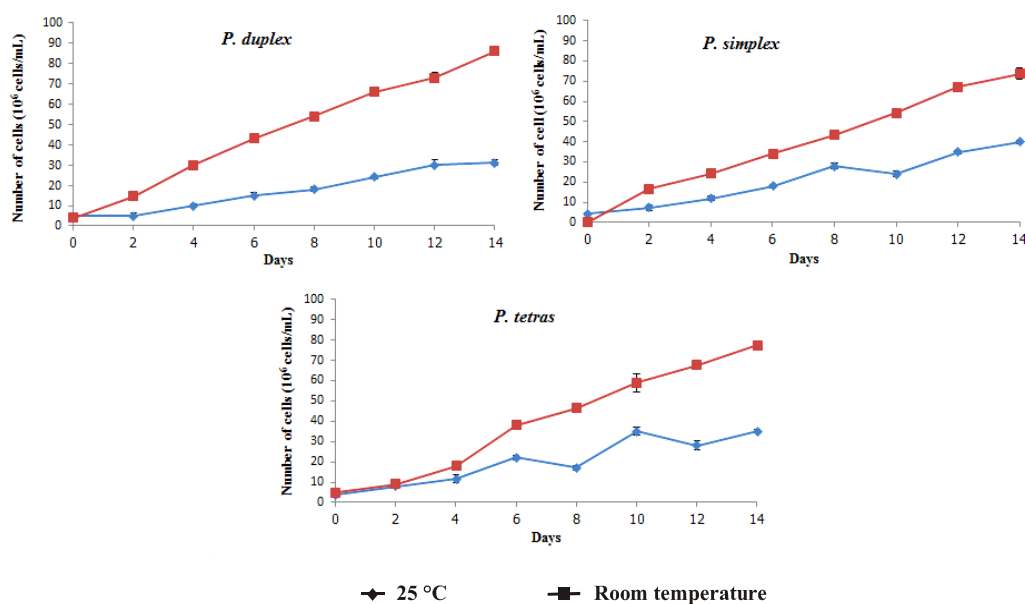 P. duplex
Number of cells (10⁶ cells/mL)
100
90
80
70
60
50
40
30
20
10
0
0 2 4 6 8 10 12 14
Days
P. simplex
Number of cell (10⁶ cells/mL)
100
90
80
70
60
50
40
30
20
10
0
0 2 4 6 8 10 12 14
Days
P. tetras
Number of cells (10⁶ cells/mL)
100
90
80
70
60
50
40
30
20
10
0
0 2 4 6 8 10 12 14
Days
25 °C Room temperature